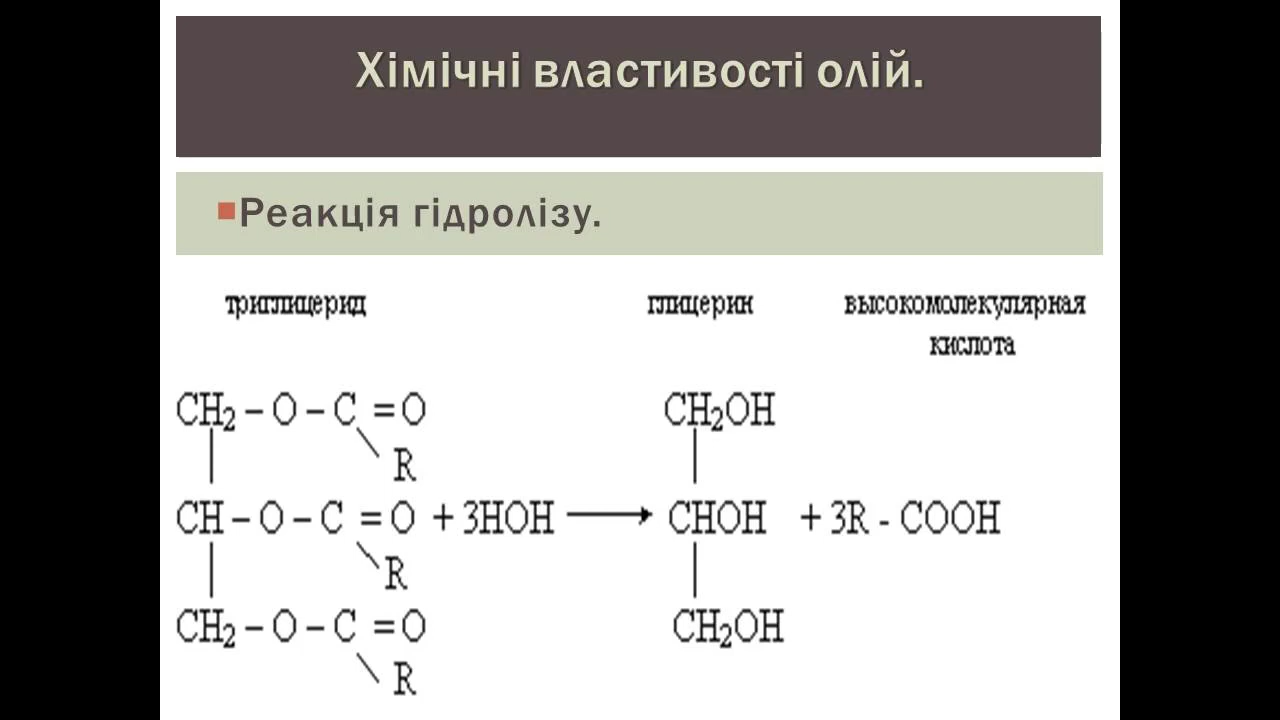 Хімічні властивості олій.
Реакція гідролізу.
триглицерид глицерин высокомолекулярная
кислота
CH₂ – O – C = O CH₂OH
R
CH – O – C = O + 3HOH → CHOH + 3R - COOH
R
CH₂ – O – C = O CH₂OH
R